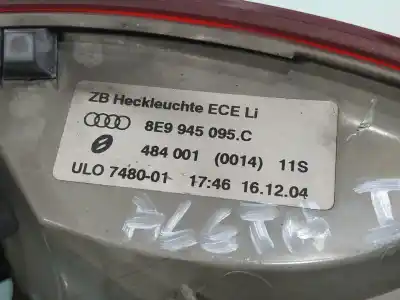 ZB Heckleuchte ECE Li
8E9 945 095.C
484 001 (0014) 11S
ULO 7480-01 17:46 16.12.04